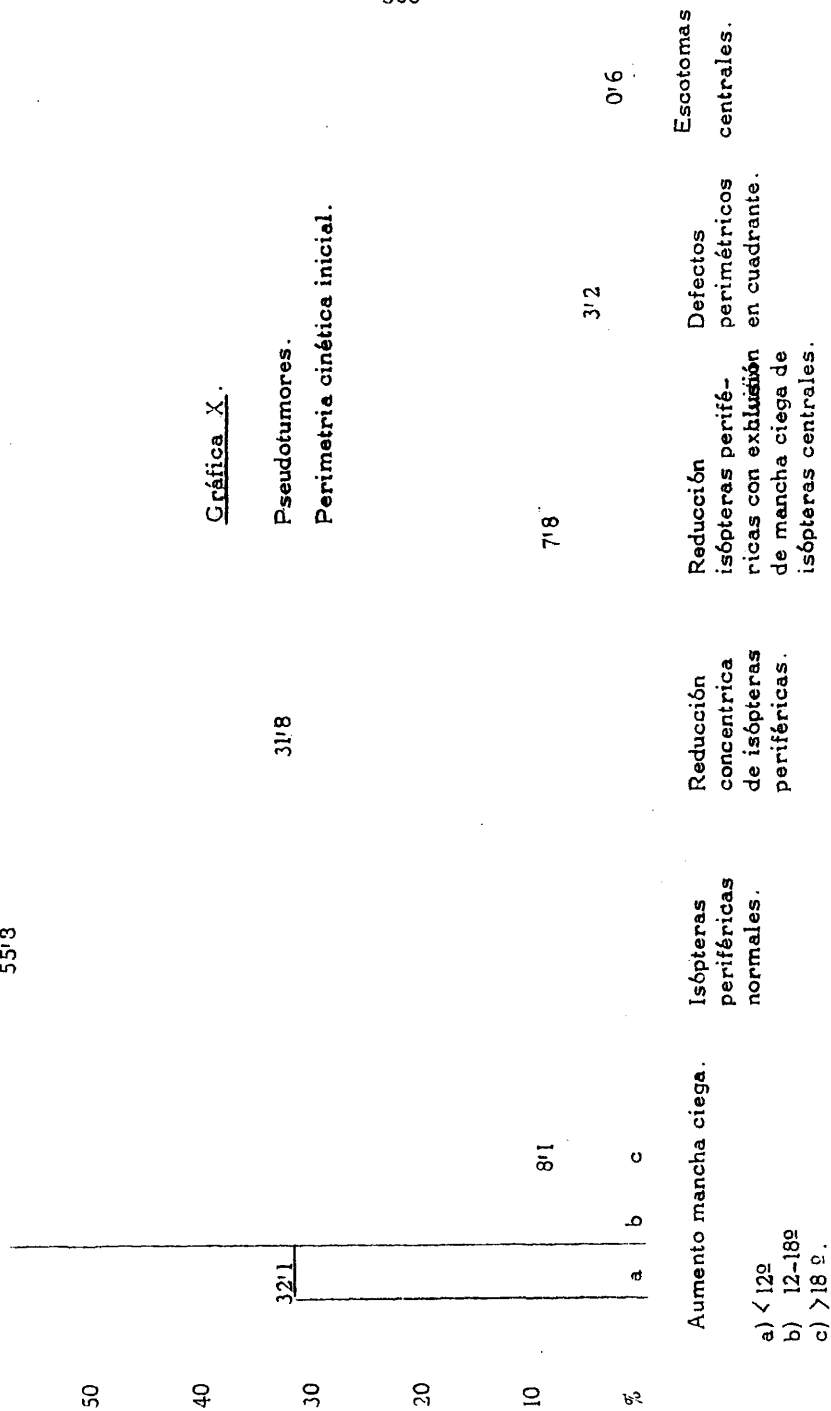 Gráfica X.
Pseudotumores.
Perimetria cinética inicial.
50
40
30
20
10
%
32'1
8'1
55'3
31'8
7'8
3'2
0'6
a b c
Aumento mancha ciega.
a) < 12º
b) 12-18º
c) >18 º.
Isópteras
periféricas
normales.
Reducción
concentrica
de isópteras
periféricas.
Reducción
isópteras perifé-
ricas con
de mancha ciega de
isópteras centrales.
Defectos
perimétricos
en cuadrante.
Escotomas
centrales.